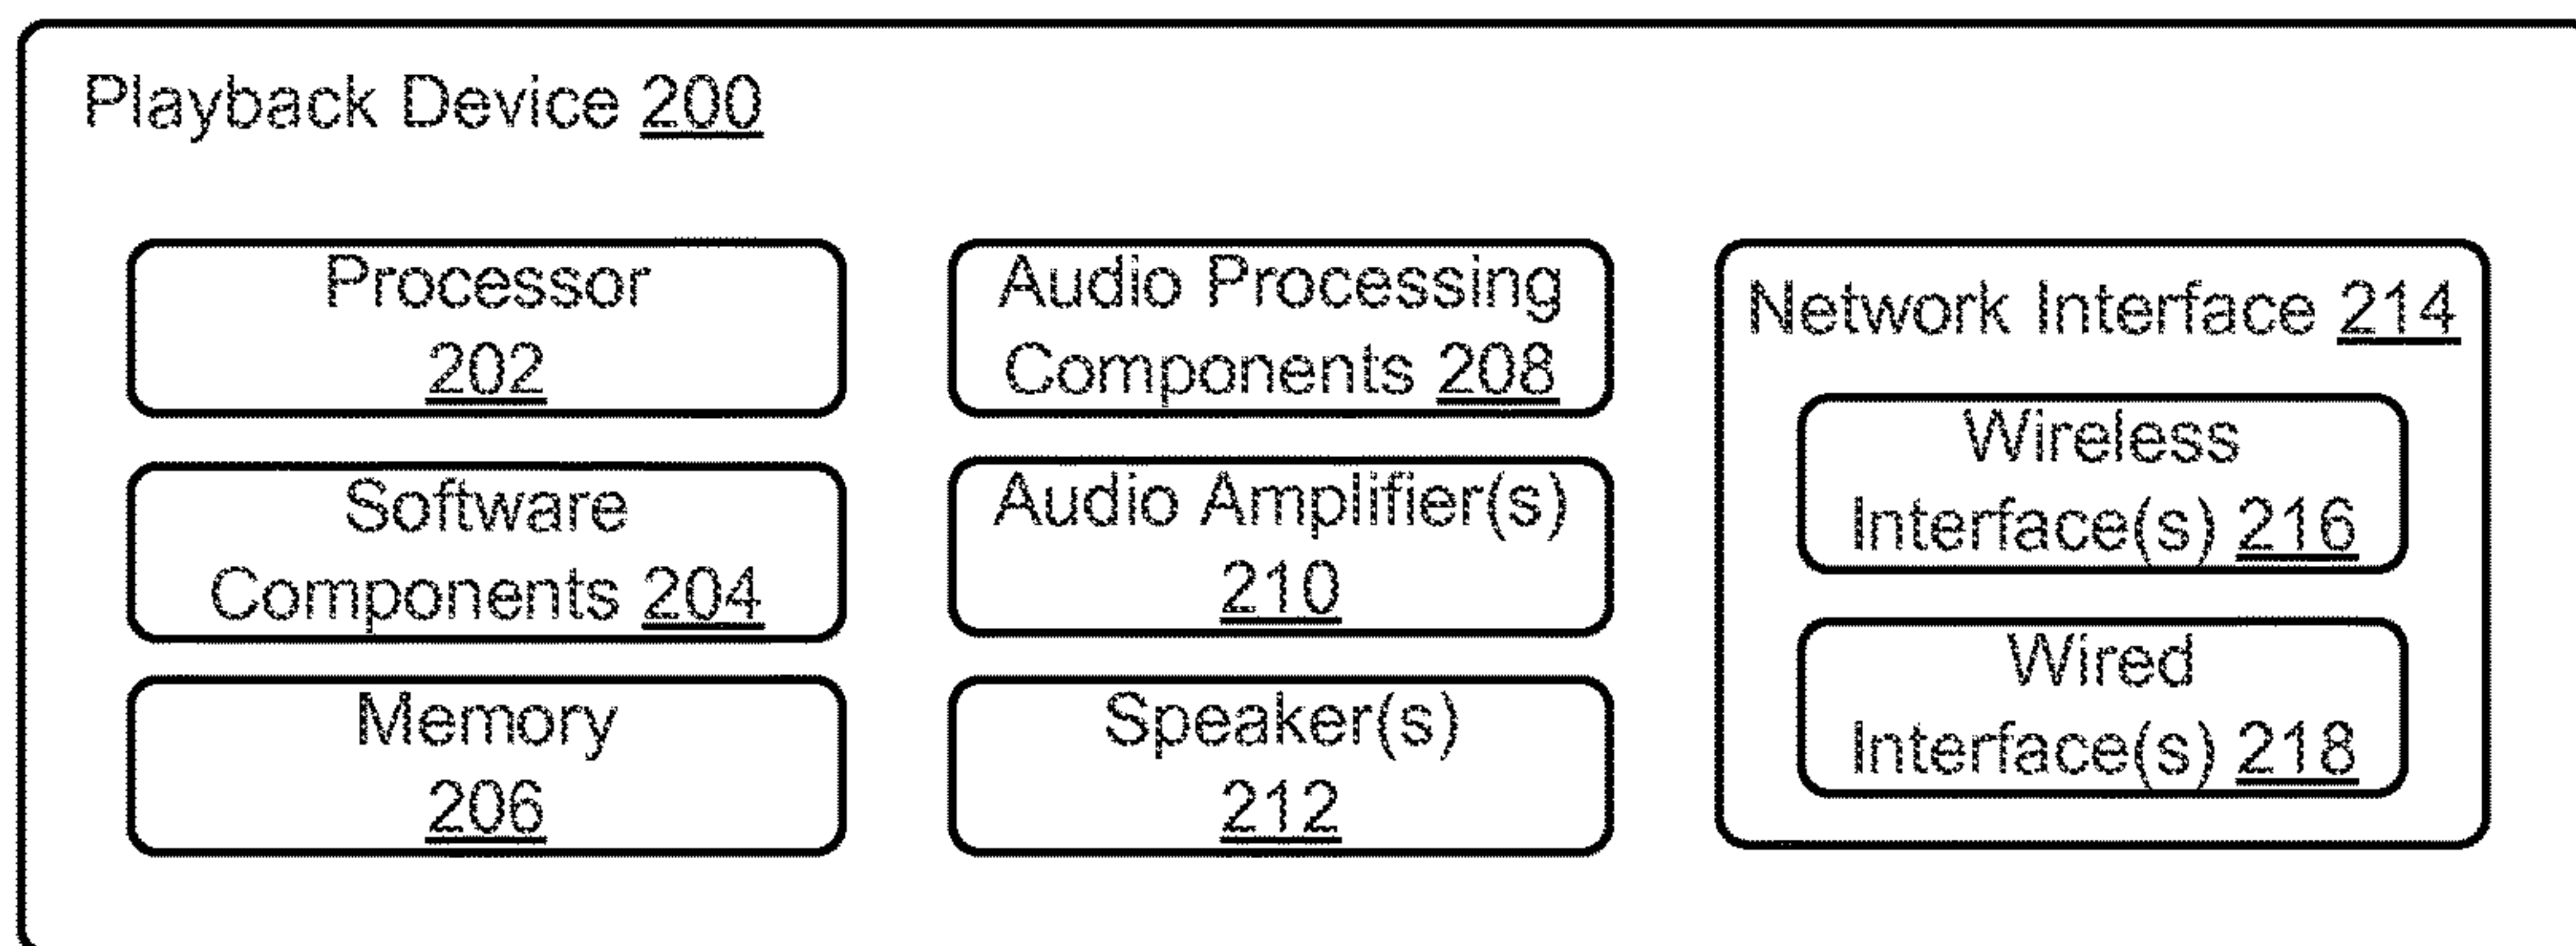 Playback Device 200
Processor
202
Software
Components 204
Memory
206
Audio Processing
Components 208
Audio Amplifier(s)
210
Speaker(s)
212
Network Interface 214
Wireless
Interface(s) 216
Wired
Interface(s) 218